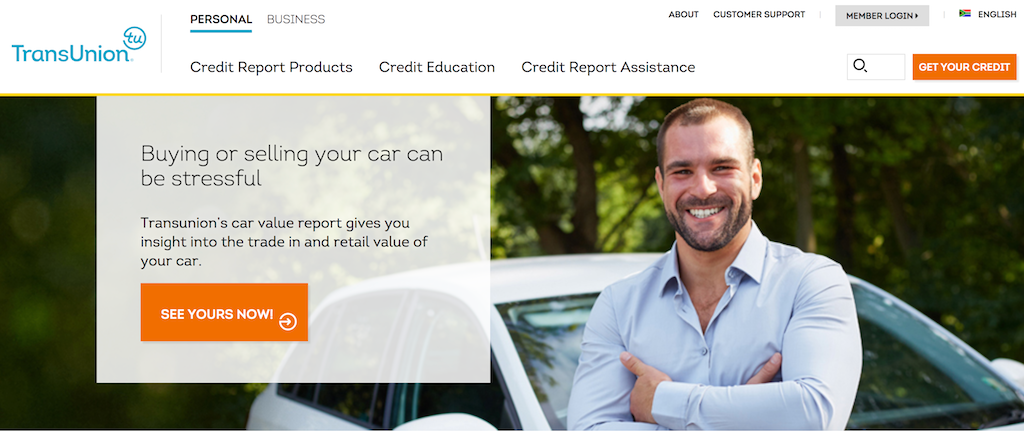 PERSONAL BUSINESS
ABOUT CUSTOMER SUPPORT MEMBER LOGIN ENGLISH
tu
TransUnion
Credit Report Products Credit Education Credit Report Assistance
GET YOUR CREDIT
Buying or selling your car can
be stressful
Transunion's car value report gives you
insight into the trade in and retail value of
your car.
SEE YOURS NOW!